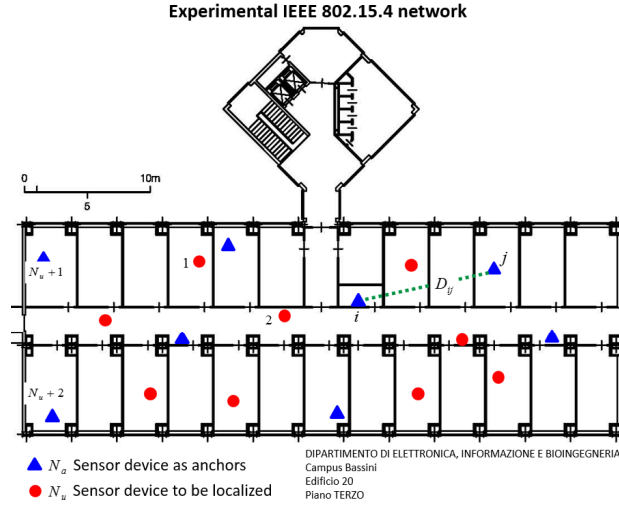 Experimental IEEE 802.15.4 network
0 10m
5
N_u + 1
1
j
D_ij
i
2
N_u + 2
N_a Sensor device as anchors
N_u Sensor device to be localized
DIPARTIMENTO DI ELETTRONICA, INFORMAZIONE E BIOINGEGNERIA
Campus Bassini
Edificio 20
Piano TERZO